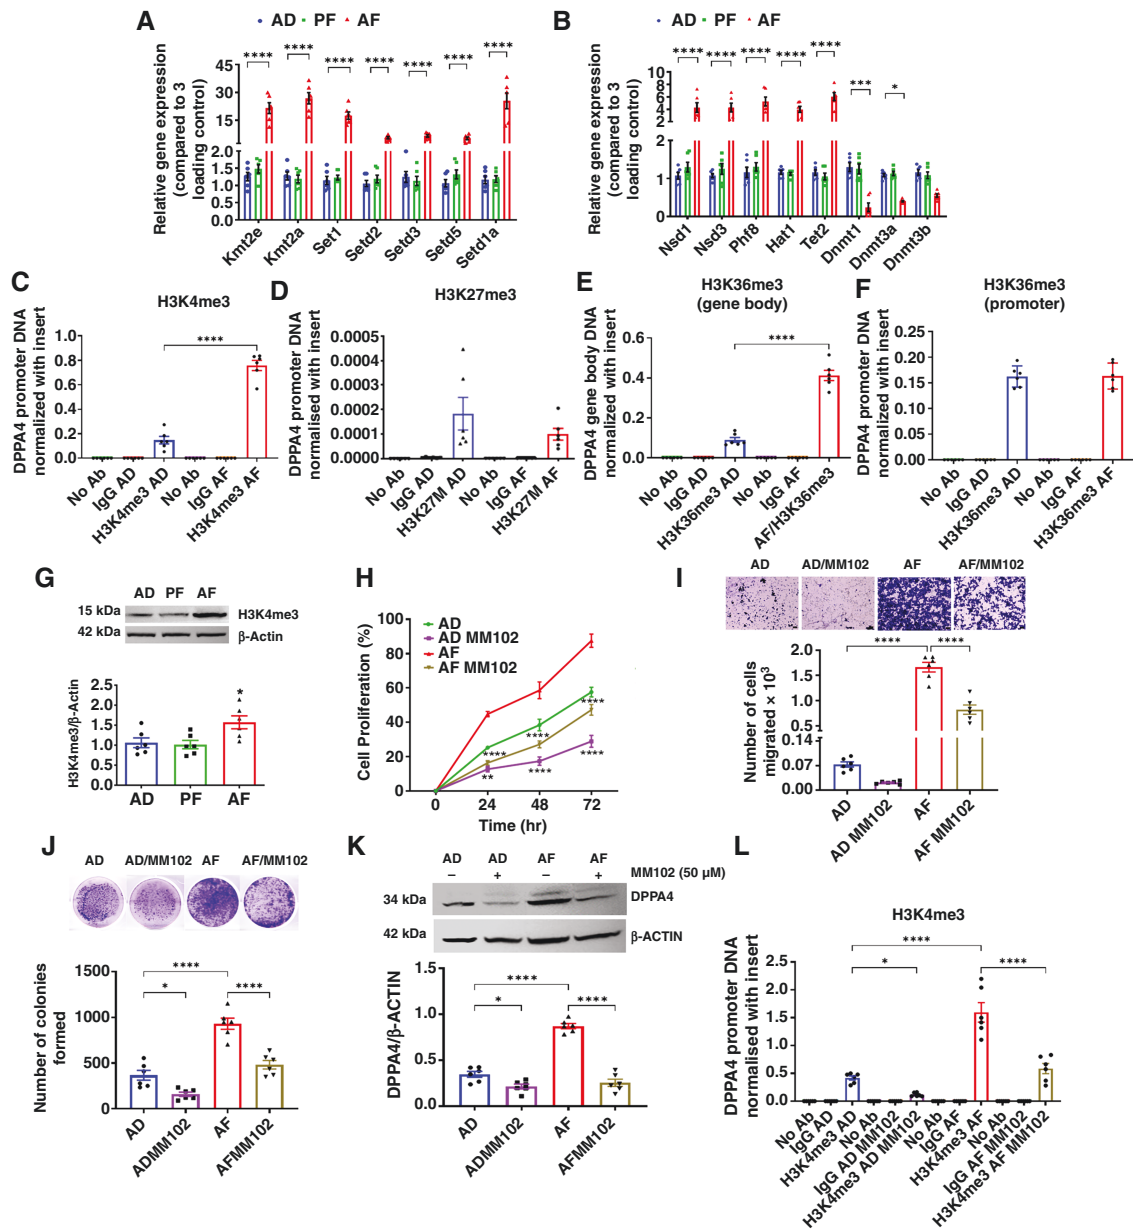 A
AD PF AF
Relative gene expression
(compared to 3
loading control)
45
30
15
2.0
1.5
1.0
0.5
0.0
**** **** **** **** **** **** ****
Kmt2e Kmt2a Set1 Setd2 Setd3 Setd5 Setd1a
B
AD PF AF
Relative gene expression
(compared to 3
loading control)
10
8
6
4
2
2
1
0
**** **** **** **** **** *** *
Nsd1 Nsd3 Phf8 Hat1 Tet2 Dnmt1 Dnmt3a Dnmt3b
C
H3K4me3
DPPA4 promoter DNA
normalized with insert
1.0
0.8
0.6
0.4
0.2
0.0
****
No Ab IgG AD H3K4me3 AD No Ab IgG AF H3K4me3 AF
D
H3K27me3
DPPA4 promoter DNA
normalised with insert
0.0005
0.0004
0.0003
0.0002
0.0001
0.0000
No Ab IgG AD H3K27M AD No Ab IgG AF H3K27M AF
E
H3K36me3
(gene body)
DPPA4 gene body DNA
normalized with insert
0.6
0.4
0.2
0.0
****
No Ab IgG AD H3K36me3 AD No Ab IgG AF AF/H3K36me3
F
H3K36me3
(promoter)
DPPA4 promoter DNA
normalized with insert
0.25
0.20
0.15
0.10
0.05
0.00
No Ab IgG AD H3K36me3 AD No Ab IgG AF H3K36me3 AF
G
AD PF AF
15 kDa H3K4me3
42 kDa β-Actin
H3K4me3/β-Actin
2.5
2.0
1.5
1.0
0.5
0.0
*
AD PF AF
H
Cell Proliferation (%)
100
80
60
40
20
0
AD
AD MM102
AF
AF MM102
**** **** ****
** **** ****
0 24 48 72
Time (hr)
I
AD AD/MM102 AF AF/MM102
Number of cells
migrated × 10³
2.0
1.5
1.0
0.5
0.14
0.07
0.00
**** ****
AD AD MM102 AF AF MM102
J
AD AD/MM102 AF AF/MM102
Number of colonies
formed
1500
1000
500
0
****
* ****
AD ADMM102 AF AFMM102
K
AD AD AF AF
– + – + MM102 (50 μM)
34 kDa DPPA4
42 kDa β-ACTIN
DPPA4/β-ACTIN
1.5
1.0
0.5
0.0
****
* ****
AD ADMM102 AF AFMM102
L
H3K4me3
DPPA4 promoter DNA
normalised with insert
2.5
2.0
1.5
1.0
0.5
0.0
****
* ****
No Ab IgG AD H3K4me3 AD No Ab IgG AD MM102 H3K4me3 AD MM102 No Ab IgG AF H3K4me3 AF No Ab IgG AF MM102 H3K4me3 AF MM102